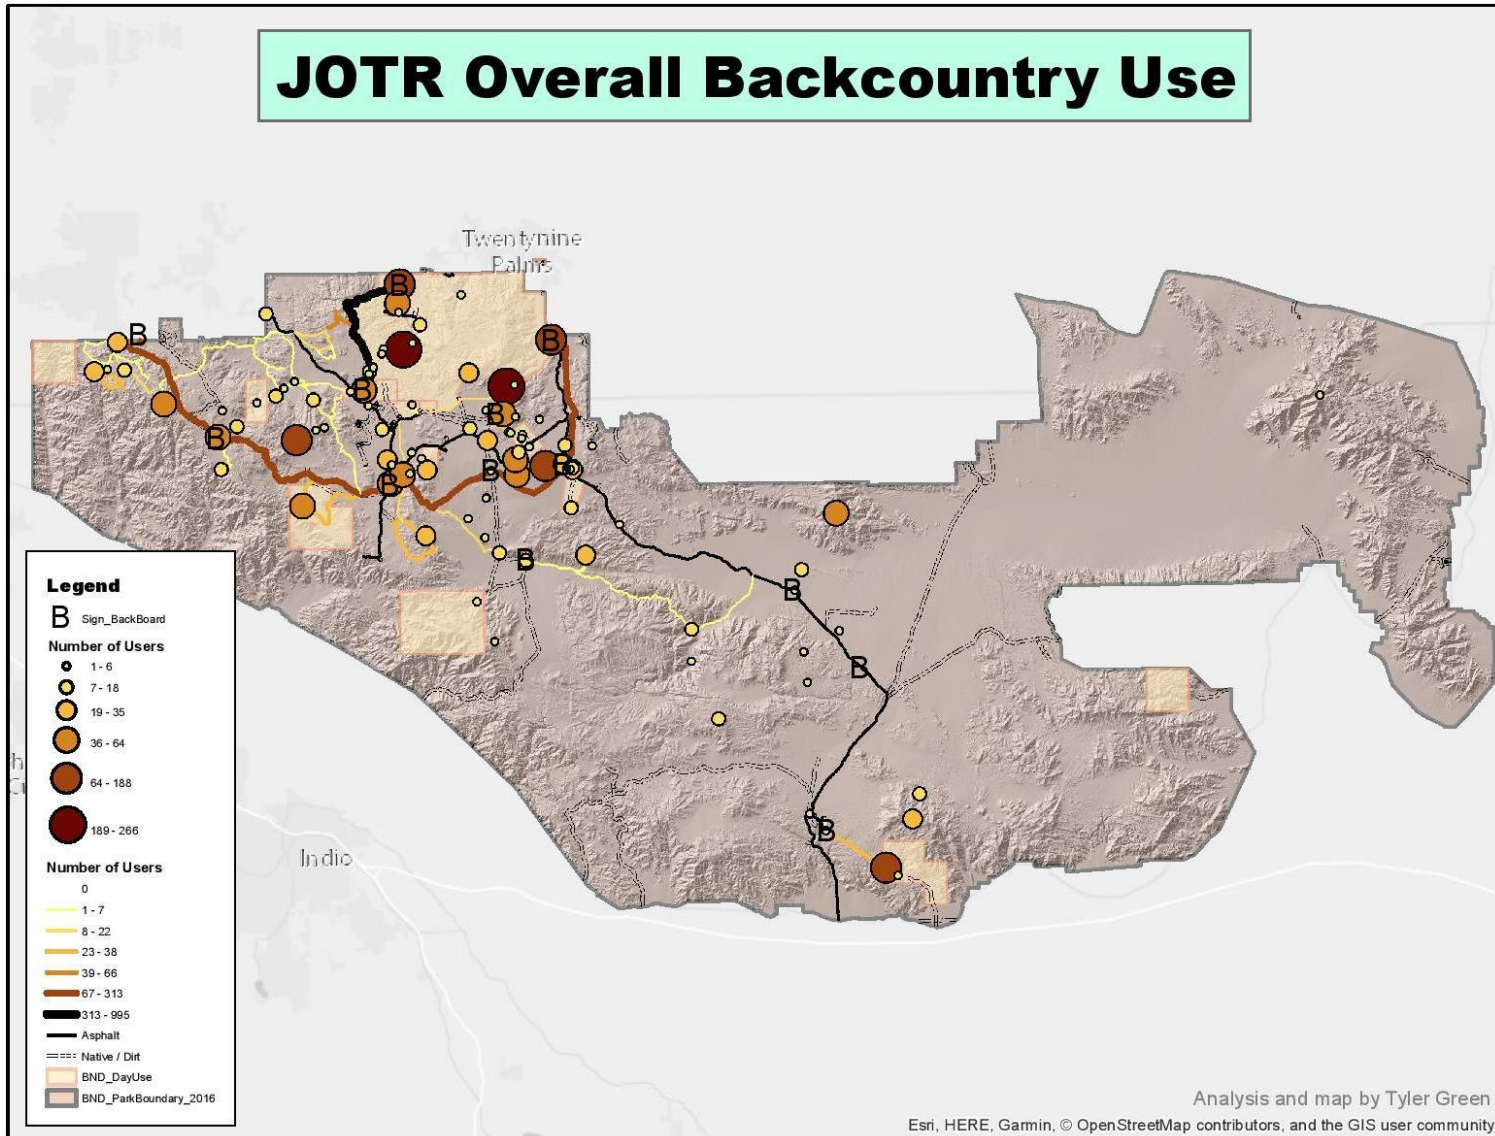 JOTR Overall Backcountry Use
Twentynine
Palms
B
B
B
B
B
B
B
B
B
B
B
B
B
Indio
Legend
B Sign_BackBoard
Number of Users
1 - 6
7 - 18
19 - 35
36 - 64
64 - 188
189 - 266
Number of Users
0
1 - 7
8 - 22
23 - 38
39 - 66
67 - 313
313 - 995
Asphalt
Native / Dirt
BND_DayUse
BND_ParkBoundary_2016
Analysis and map by Tyler Green
Esri, HERE, Garmin, © OpenStreetMap contributors, and the GIS user community